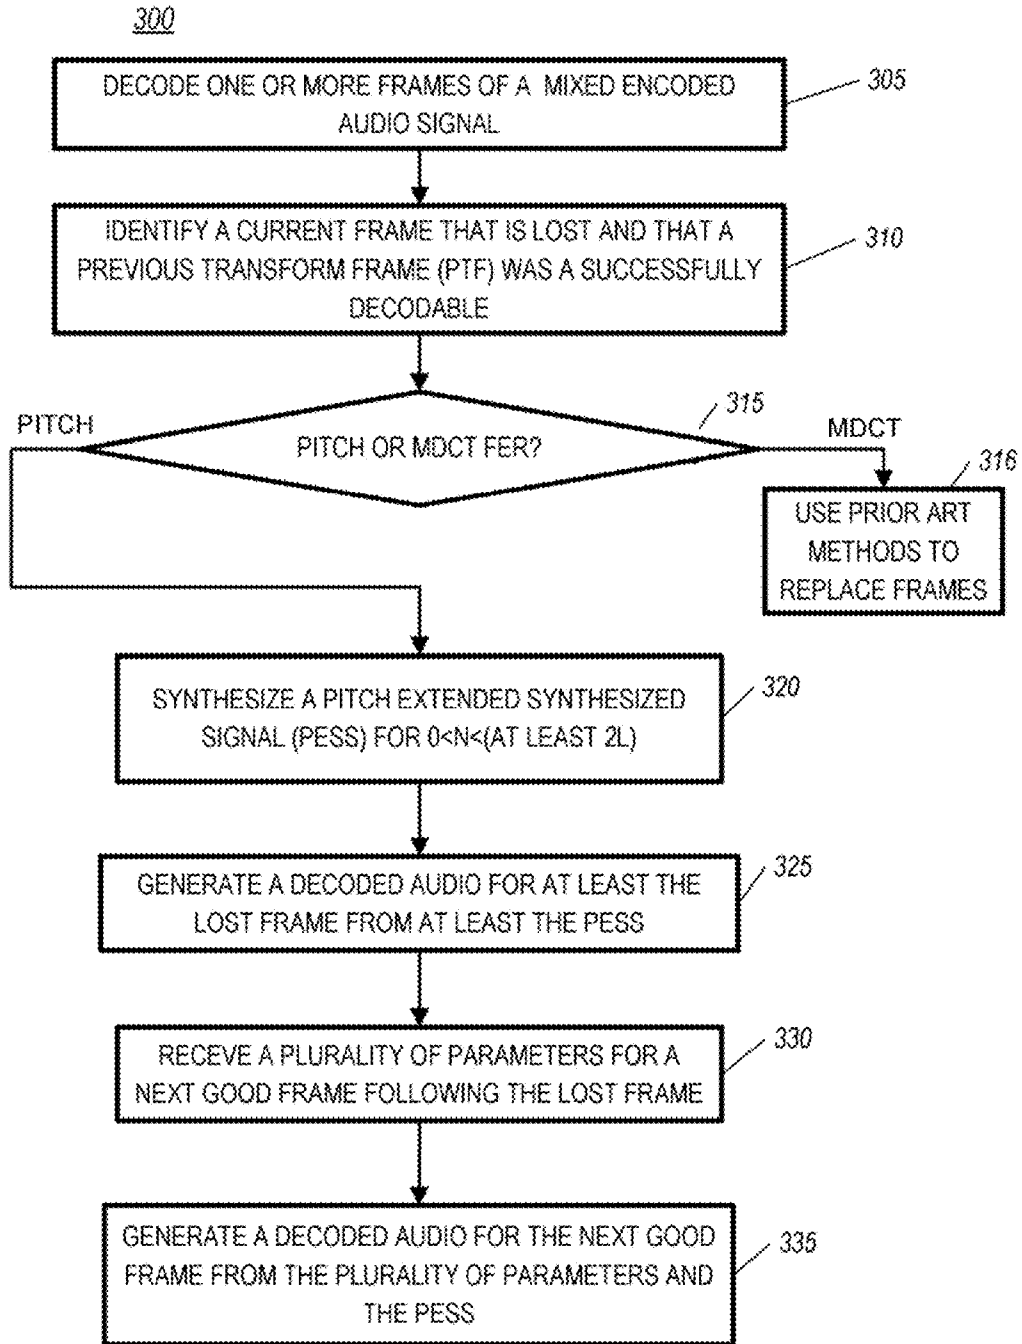 300
DECODE ONE OR MORE FRAMES OF A MIXED ENCODED
AUDIO SIGNAL
305
IDENTIFY A CURRENT FRAME THAT IS LOST AND THAT A
PREVIOUS TRANSFORM FRAME (PTF) WAS A SUCCESSFULLY
DECODABLE
310
PITCH
PITCH OR MDCT FER?
315
MDCT
316
USE PRIOR ART
METHODS TO
REPLACE FRAMES
SYNTHESIZE A PITCH EXTENDED SYNTHESIZED
SIGNAL (PESS) FOR 0<N<(AT LEAST 2L)
320
GENERATE A DECODED AUDIO FOR AT LEAST THE
LOST FRAME FROM AT LEAST THE PESS
325
RECEVE A PLURALITY OF PARAMETERS FOR A
NEXT GOOD FRAME FOLLOWING THE LOST FRAME
330
GENERATE A DECODED AUDIO FOR THE NEXT GOOD
FRAME FROM THE PLURALITY OF PARAMETERS AND
THE PESS
335